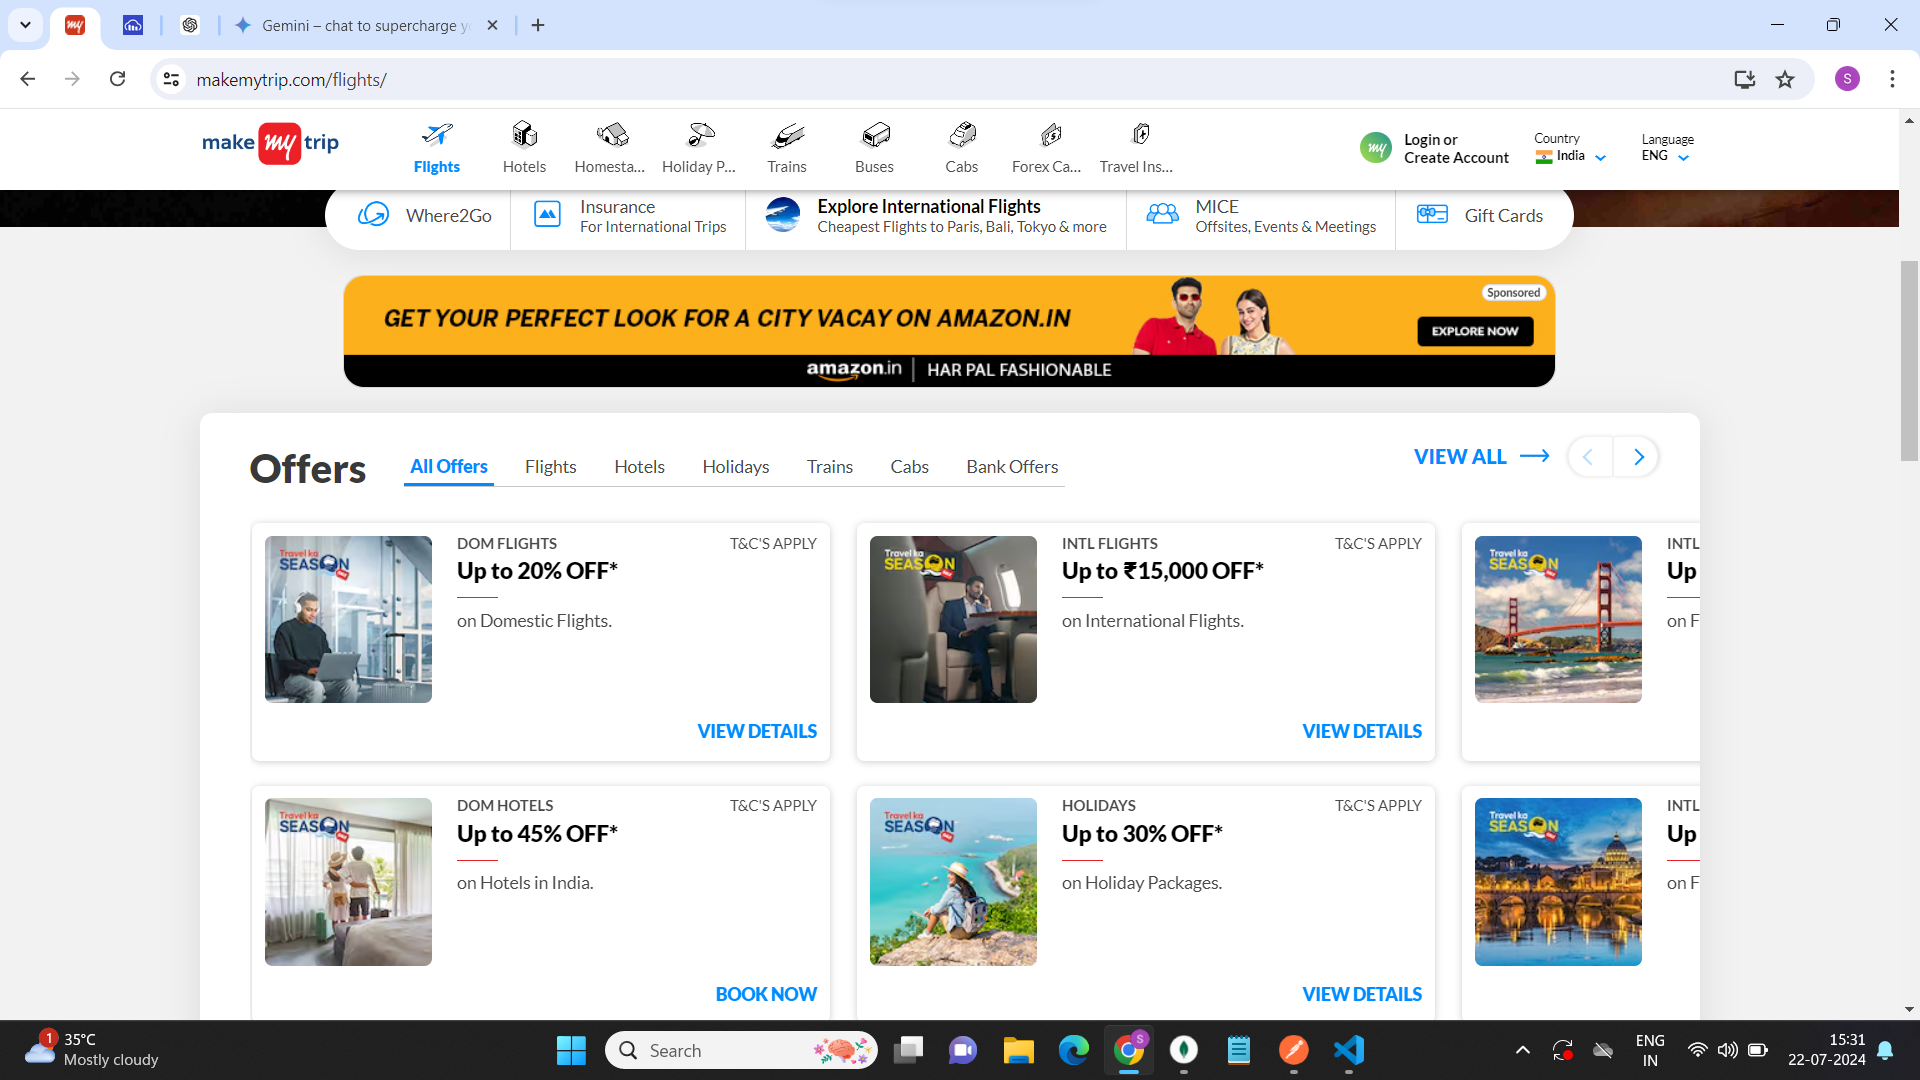 Gemini – chat to supercharge y
makemytrip.com/flights/
S
make my trip
Flights
Hotels
Homesta...
Holiday P...
Trains
Buses
Cabs
Forex Ca...
Travel Ins...
my
Login or
Create Account
Country
India
Language
ENG
Where2Go
Insurance
For International Trips
Explore International Flights
Cheapest Flights to Paris, Bali, Tokyo & more
MICE
Offsites, Events & Meetings
Gift Cards
GET YOUR PERFECT LOOK FOR A CITY VACAY ON AMAZON.IN
Sponsored
EXPLORE NOW
amazon.in | HAR PAL FASHIONABLE
Offers
All Offers
Flights
Hotels
Holidays
Trains
Cabs
Bank Offers
VIEW ALL
Travel ka
SEASON
DOM FLIGHTS
T&C'S APPLY
Up to 20% OFF*
on Domestic Flights.
VIEW DETAILS
Travel ka
SEASON
INTL FLIGHTS
T&C'S APPLY
Up to ₹15,000 OFF*
on International Flights.
VIEW DETAILS
Travel ka
SEASON
INTL
Up
on F
Travel ka
SEASON
DOM HOTELS
T&C'S APPLY
Up to 45% OFF*
on Hotels in India.
BOOK NOW
Travel ka
SEASON
HOLIDAYS
T&C'S APPLY
Up to 30% OFF*
on Holiday Packages.
VIEW DETAILS
Travel ka
SEASON
INTL
Up
on F
1
35°C
Mostly cloudy
Search
S
ENG
IN
15:31
22-07-2024